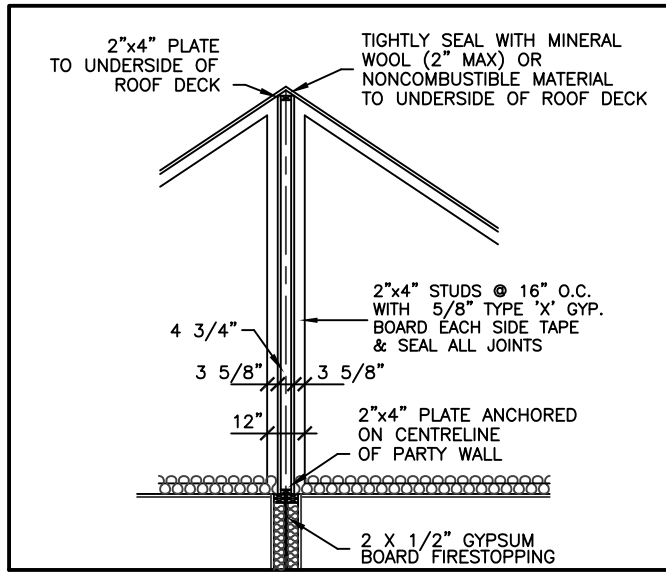 2”x4” PLATE
TO UNDERSIDE OF
ROOF DECK
TIGHTLY SEAL WITH MINERAL
WOOL (2” MAX) OR
NONCOMBUSTIBLE MATERIAL
TO UNDERSIDE OF ROOF DECK
2”x4” STUDS @ 16” O.C.
WITH 5/8” TYPE 'X' GYP.
BOARD EACH SIDE TAPE
& SEAL ALL JOINTS
4 3/4”
3 5/8”
3 5/8”
12”
2”x4” PLATE ANCHORED
ON CENTRELINE
OF PARTY WALL
2 X 1/2” GYPSUM
BOARD FIRESTOPPING